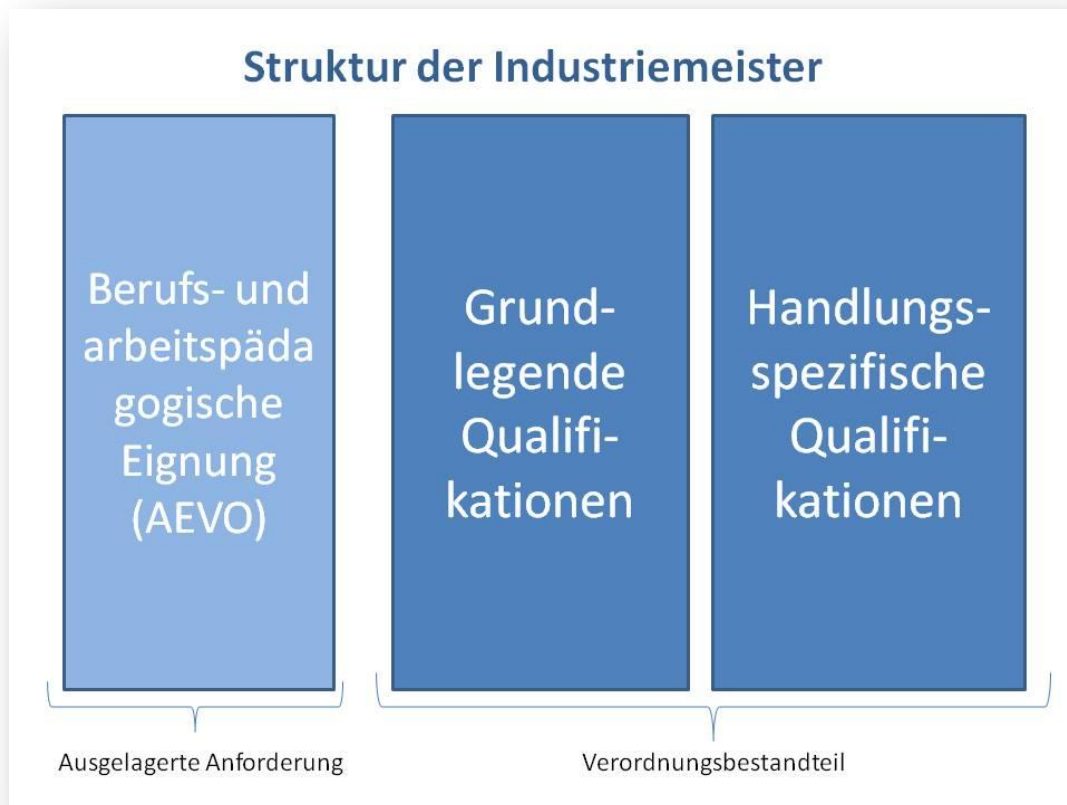 Struktur der Industriemeister
Berufs- und
arbeitspäda
gogische
Eignung
(AEVO)
Grund-
legende
Qualifi-
kationen
Handlungs-
spezifische
Qualifi-
kationen
Ausgelagerte Anforderung
Verordnungsbestandteil